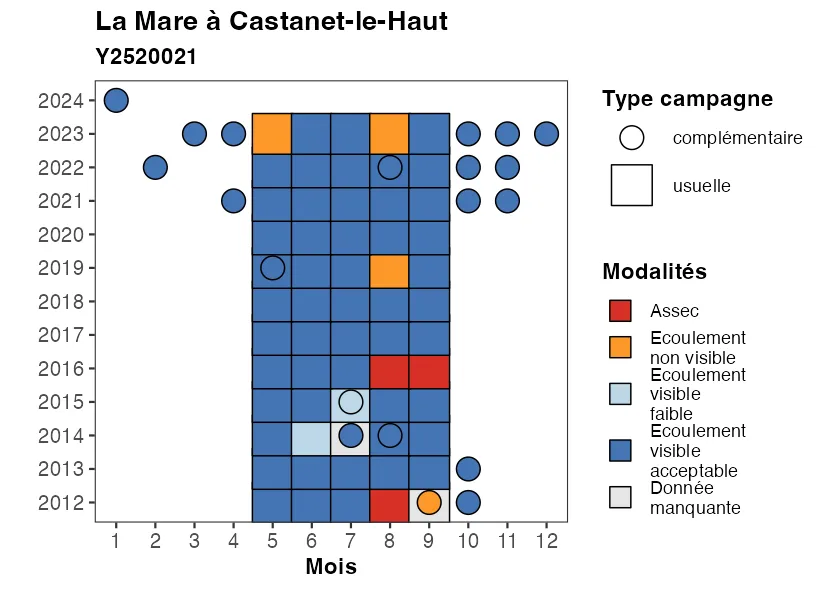 La Mare à Castanet-le-Haut
Y2520021
2024
2023
2022
2021
2020
2019
2018
2017
2016
2015
2014
2013
2012
1 2 3 4 5 6 7 8 9 10 11 12
Mois
Type campagne
complémentaire
usuelle
Modalités
Assec
Ecoulement
non visible
Ecoulement
visible
faible
Ecoulement
visible
acceptable
Donnée
manquante